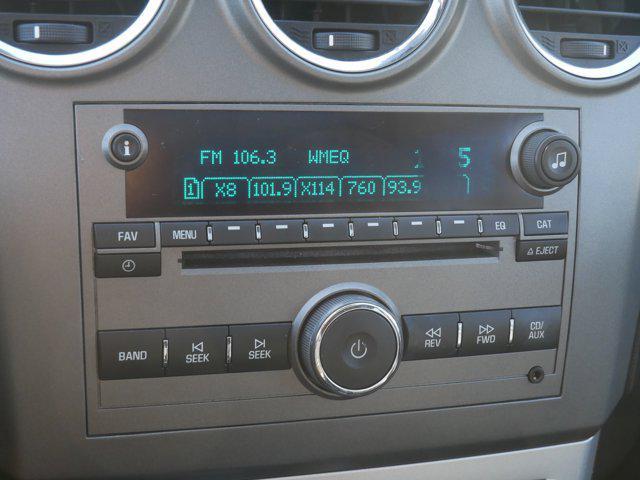 FM 106.3 WMEQ 5
1 X8 101.9 X114 760 93.9
FAV MENU EQ CAT
EJECT
BAND SEEK SEEK REV FWD CD/AUX